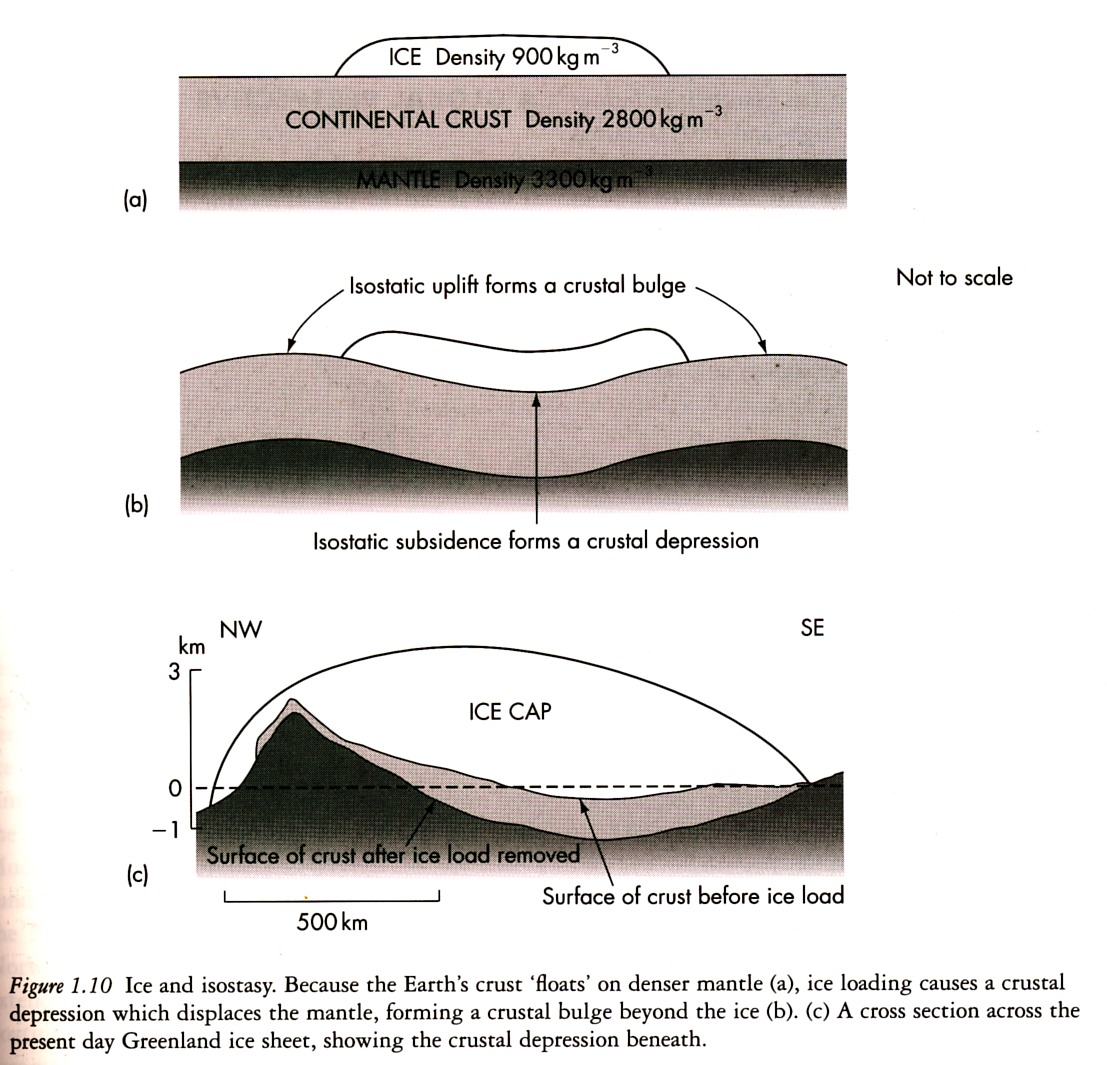 ICE Density 900 kg m⁻³
CONTINENTAL CRUST Density 2800 kg m⁻³
MANTLE Density 3300 kg m⁻³
(a)
Isostatic uplift forms a crustal bulge
Not to scale
(b)
Isostatic subsidence forms a crustal depression
NW
SE
km
3
ICE CAP
0
−1
Surface of crust after ice load removed
(c)
Surface of crust before ice load
500 km
Figure 1.10 Ice and isostasy. Because the Earth's crust 'floats' on denser mantle (a), ice loading causes a crustal
depression which displaces the mantle, forming a crustal bulge beyond the ice (b). (c) A cross section across the
present day Greenland ice sheet, showing the crustal depression beneath.